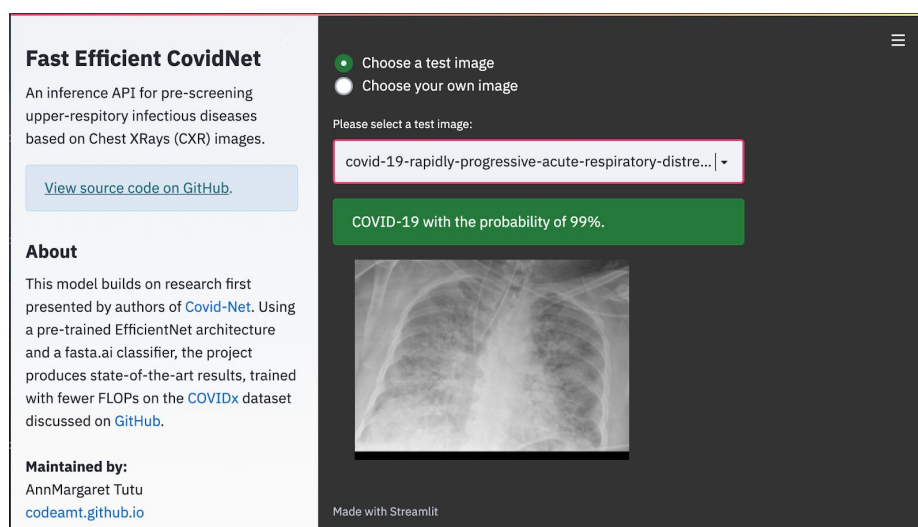 Fast Efficient CovidNet
An inference API for pre-screening
upper-respitory infectious diseases
based on Chest XRays (CXR) images.
View source code on GitHub.
About
This model builds on research first
presented by authors of Covid-Net. Using
a pre-trained EfficientNet architecture
and a fasta.ai classifier, the project
produces state-of-the-art results, trained
with fewer FLOPs on the COVIDx dataset
discussed on GitHub.
Maintained by:
AnnMargaret Tutu
codeamt.github.io
Choose a test image
Choose your own image
Please select a test image:
covid-19-rapidly-progressive-acute-respiratory-distre...
COVID-19 with the probability of 99%.
Made with Streamlit